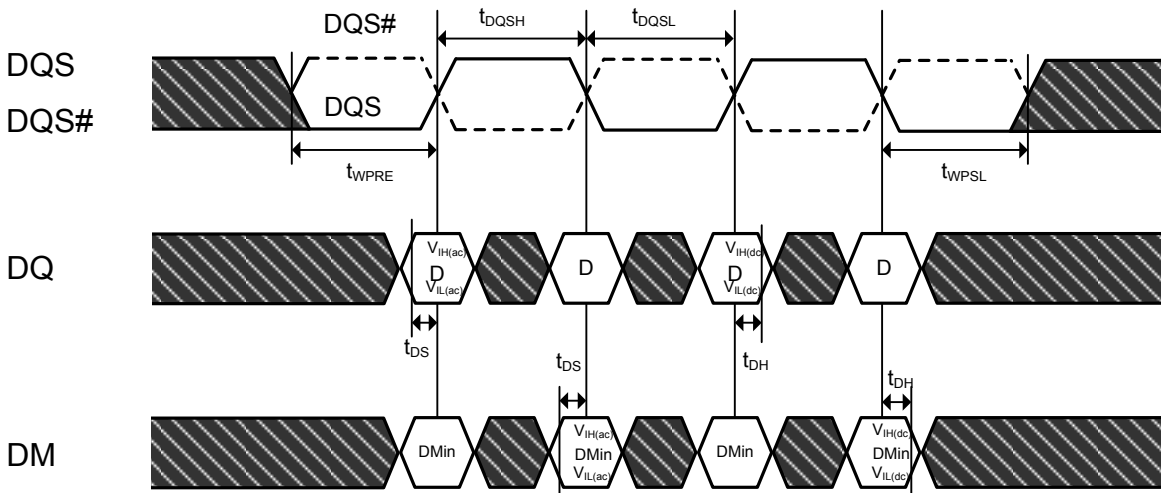 DQS#
tDQSH
tDQSL
DQS
DQS
DQS#
tWPRE
tWPSL
DQ
VIH(ac)
D
VIL(ac)
D
VIH(dc)
D
VIL(dc)
D
tDS
tDS
tDH
tDH
DM
DMin
VIH(ac)
DMin
VIL(ac)
DMin
VIH(dc)
DMin
VIL(dc)